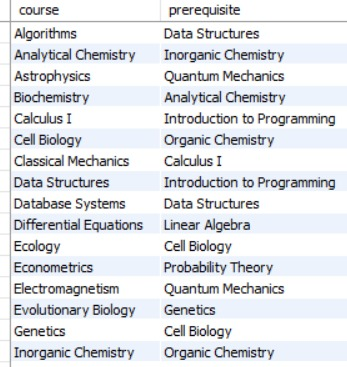 course prerequisite
Algorithms Data Structures
Analytical Chemistry Inorganic Chemistry
Astrophysics Quantum Mechanics
Biochemistry Analytical Chemistry
Calculus I Introduction to Programming
Cell Biology Organic Chemistry
Classical Mechanics Calculus I
Data Structures Introduction to Programming
Database Systems Data Structures
Differential Equations Linear Algebra
Ecology Cell Biology
Econometrics Probability Theory
Electromagnetism Quantum Mechanics
Evolutionary Biology Genetics
Genetics Cell Biology
Inorganic Chemistry Organic Chemistry